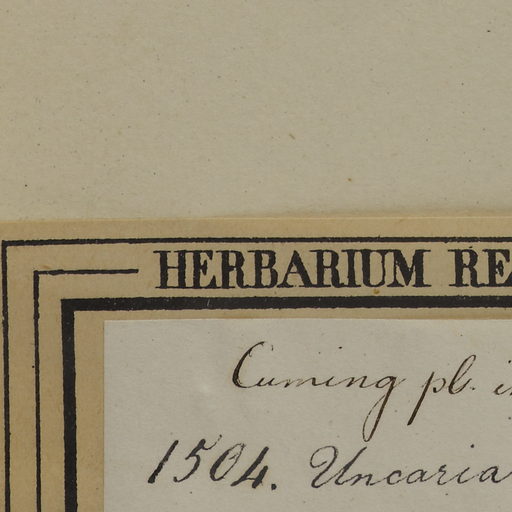 HERBARIUM RE
Cuming pl. i
1504. Uncaria